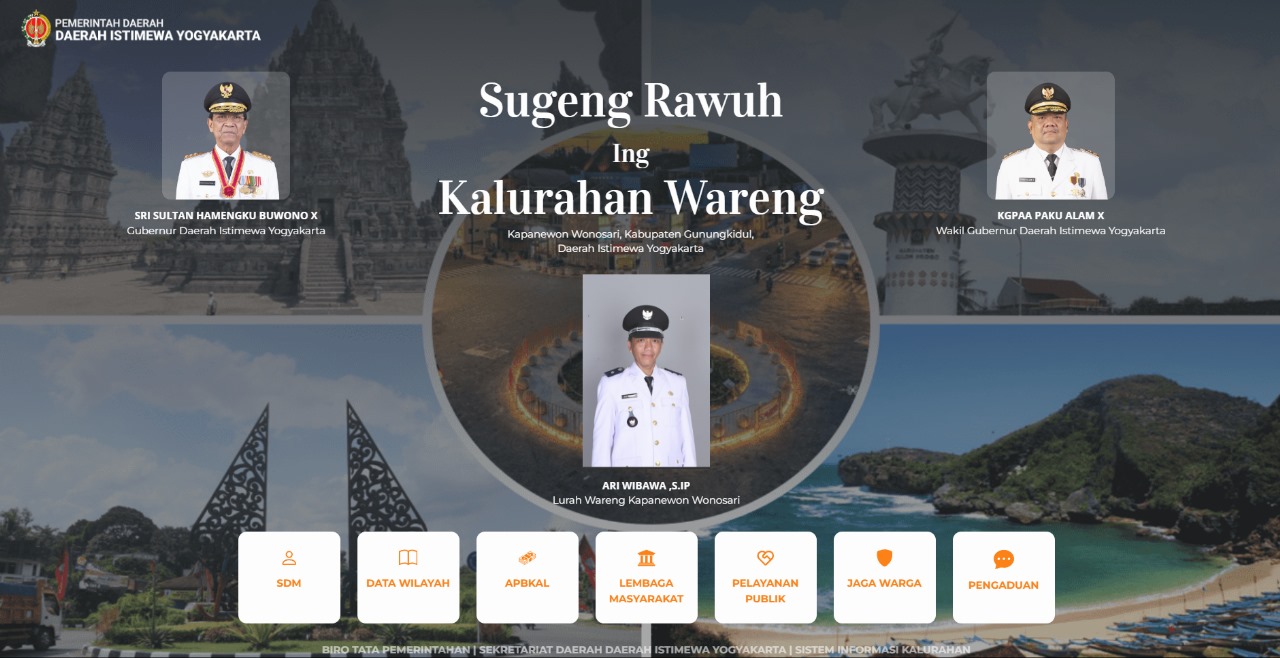 PEMERINTAH DAERAH
DAERAH ISTIMEWA YOGYAKARTA
Sugeng Rawuh
Ing
Kalurahan Wareng
Kapanewon Wonosari, Kabupaten Gunungkidul,
Daerah Istimewa Yogyakarta
SRI SULTAN HAMENGKU BUWONO X
Gubernur Daerah Istimewa Yogyakarta
KGPAA PAKU ALAM X
Wakil Gubernur Daerah Istimewa Yogyakarta
ARI WIBAWA ,S.IP
Lurah Wareng Kapanewon Wonosari
SDM
DATA WILAYAH
APBKAL
LEMBAGA
MASYARAKAT
PELAYANAN
PUBLIK
JAGA WARGA
PENGADUAN
BIRO TATA PEMERINTAHAN | SEKRETARIAT DAERAH DAERAH ISTIMEWA YOGYAKARTA | SISTEM INFORMASI KALURAHAN